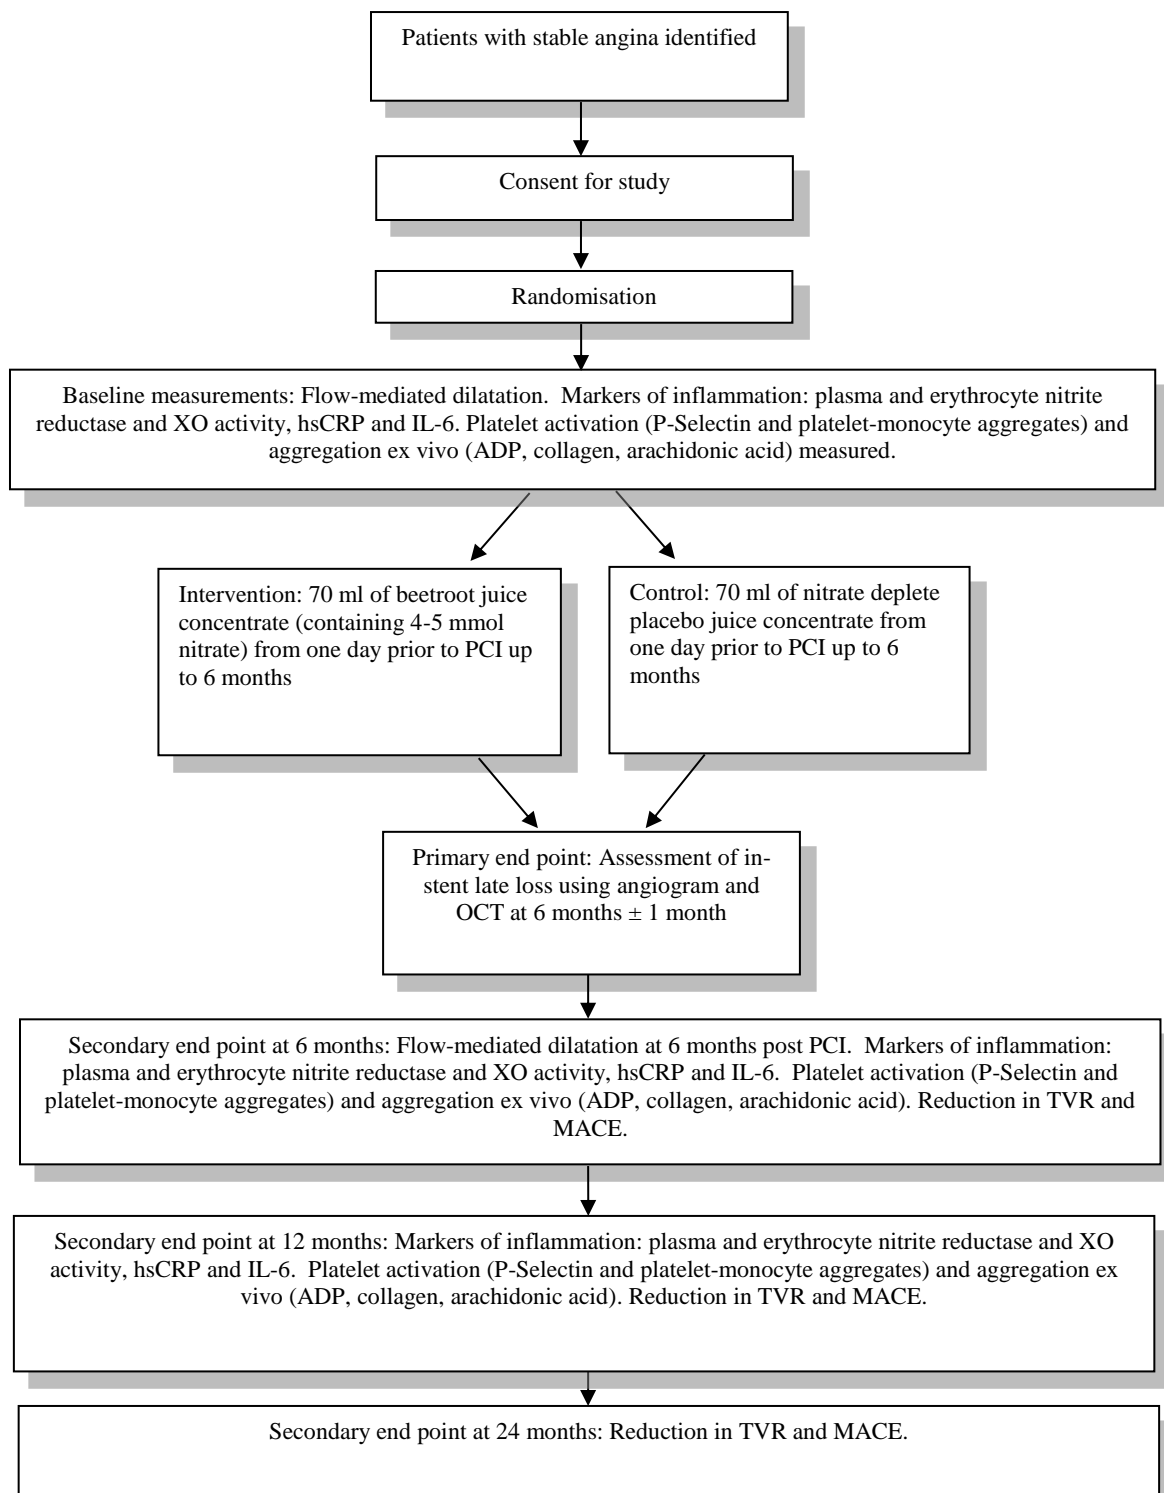 Patients with stable angina identified
Consent for study
Randomisation
Baseline measurements: Flow-mediated dilatation.  Markers of inflammation: plasma and erythrocyte nitrite
reductase and XO activity, hsCRP and IL-6. Platelet activation (P-Selectin and platelet-monocyte aggregates) and
aggregation ex vivo (ADP, collagen, arachidonic acid) measured.
Intervention: 70 ml of beetroot juice
concentrate (containing 4-5 mmol
nitrate) from one day prior to PCI up
to 6 months
Control: 70 ml of nitrate deplete
placebo juice concentrate from
one day prior to PCI up to 6
months
Primary end point: Assessment of in-
stent late loss using angiogram and
OCT at 6 months ± 1 month
Secondary end point at 6 months: Flow-mediated dilatation at 6 months post PCI.  Markers of inflammation:
plasma and erythrocyte nitrite reductase and XO activity, hsCRP and IL-6.  Platelet activation (P-Selectin and
platelet-monocyte aggregates) and aggregation ex vivo (ADP, collagen, arachidonic acid). Reduction in TVR and
MACE.
Secondary end point at 12 months: Markers of inflammation: plasma and erythrocyte nitrite reductase and XO
activity, hsCRP and IL-6.  Platelet activation (P-Selectin and platelet-monocyte aggregates) and aggregation ex
vivo (ADP, collagen, arachidonic acid). Reduction in TVR and MACE.
Secondary end point at 24 months: Reduction in TVR and MACE.